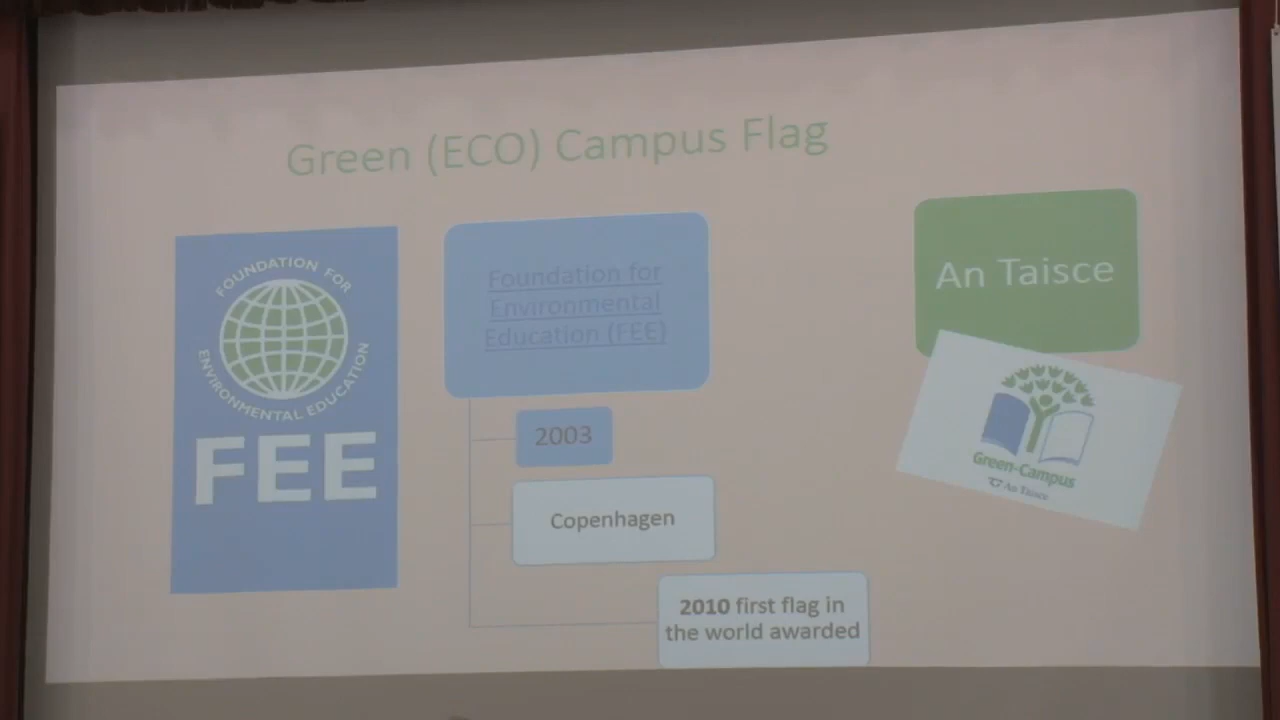 Green (ECO) Campus Flag
FOUNDATION FOR
ENVIRONMENTAL EDUCATION
FEE
Foundation for
Environmental
Education (FEE)
2003
Copenhagen
2010 first flag in
the world awarded
An Taisce
Green-Campus
An Taisce